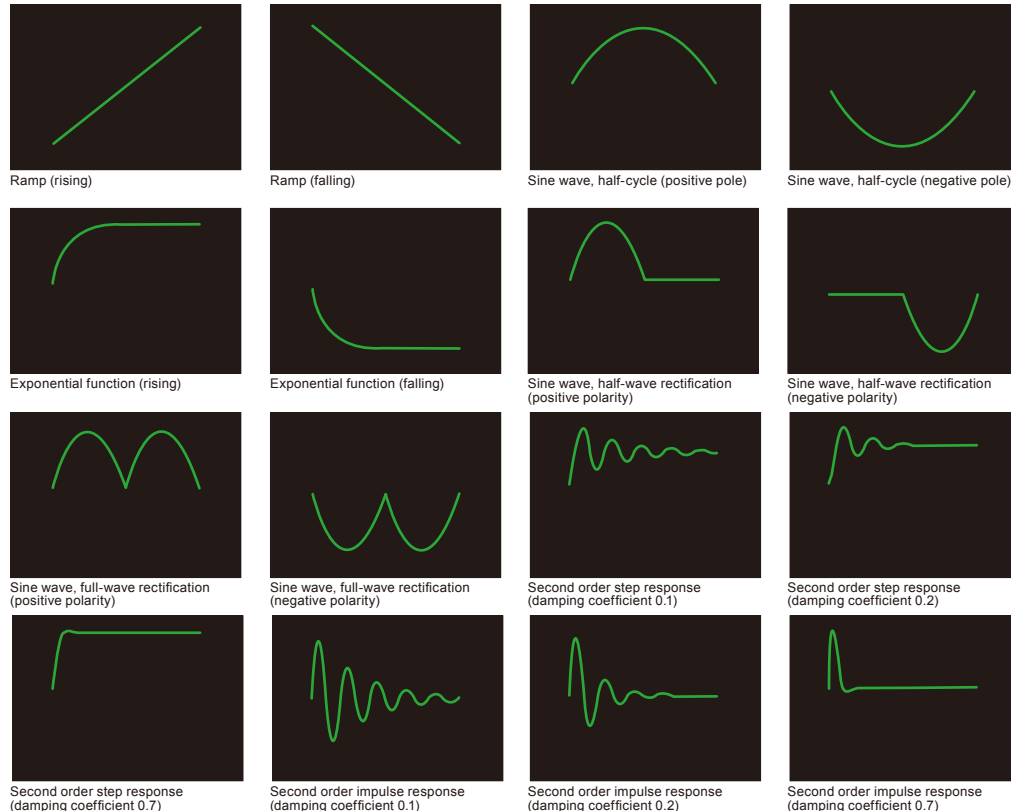 Ramp (rising)
Ramp (falling)
Sine wave, half-cycle (positive pole)
Sine wave, half-cycle (negative pole)
Exponential function (rising)
Exponential function (falling)
Sine wave, half-wave rectification
(positive polarity)
Sine wave, half-wave rectification
(negative polarity)
Sine wave, full-wave rectification
(positive polarity)
Sine wave, full-wave rectification
(negative polarity)
Second order step response
(damping coefficient 0.1)
Second order step response
(damping coefficient 0.2)
Second order step response
(damping coefficient 0.7)
Second order impulse response
(damping coefficient 0.1)
Second order impulse response
(damping coefficient 0.2)
Second order impulse response
(damping coefficient 0.7)